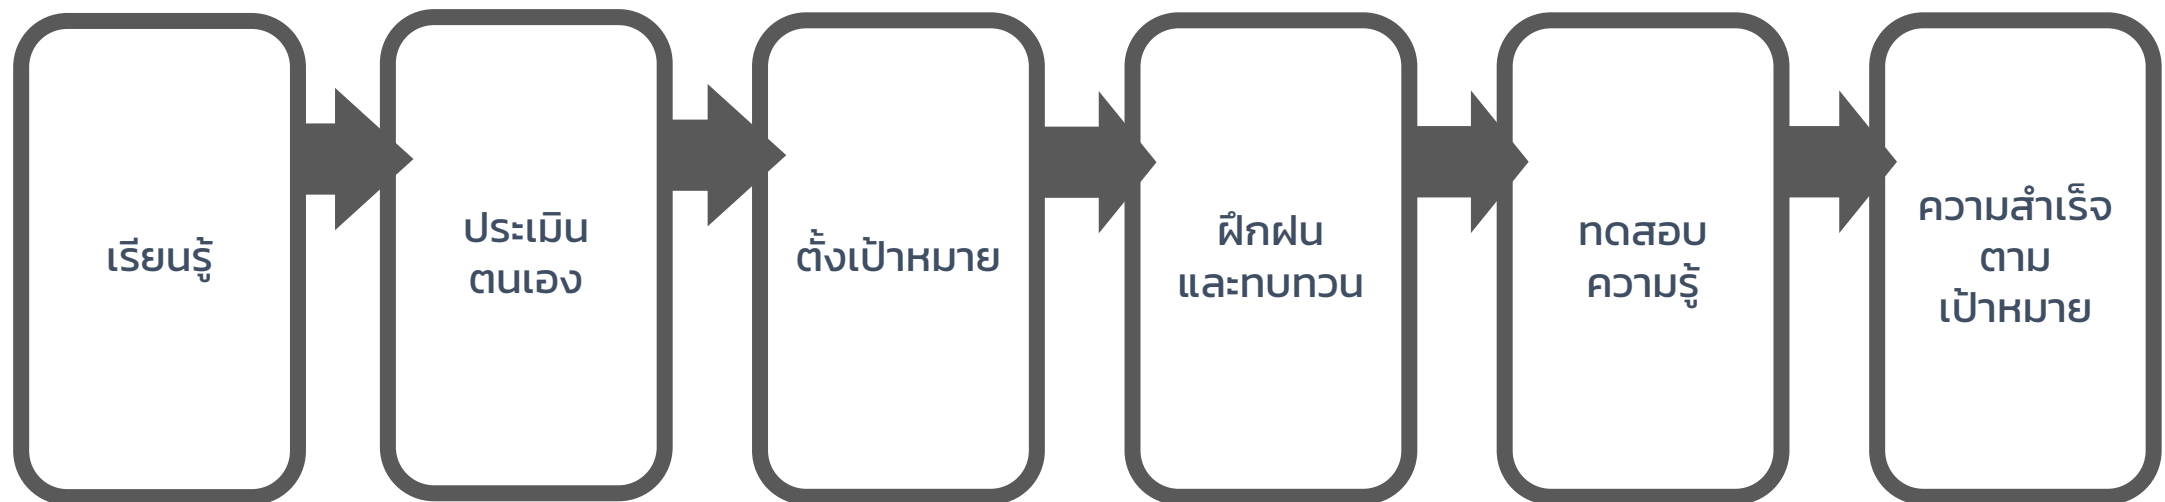 เรียนรู้
ประเมิน
ตนเอง
ตั้งเป้าหมาย
ฝึกฝน
และทบทวน
ทดสอบ
ความรู้
ความสำเร็จ
ตาม
เป้าหมาย